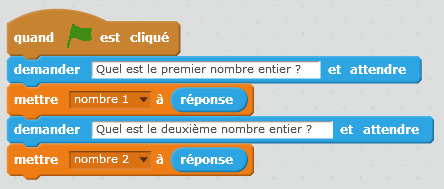 quand est cliqué
demander Quel est le premier nombre entier ? et attendre
mettre nombre 1 à réponse
demander Quel est le deuxième nombre entier ? et attendre
mettre nombre 2 à réponse